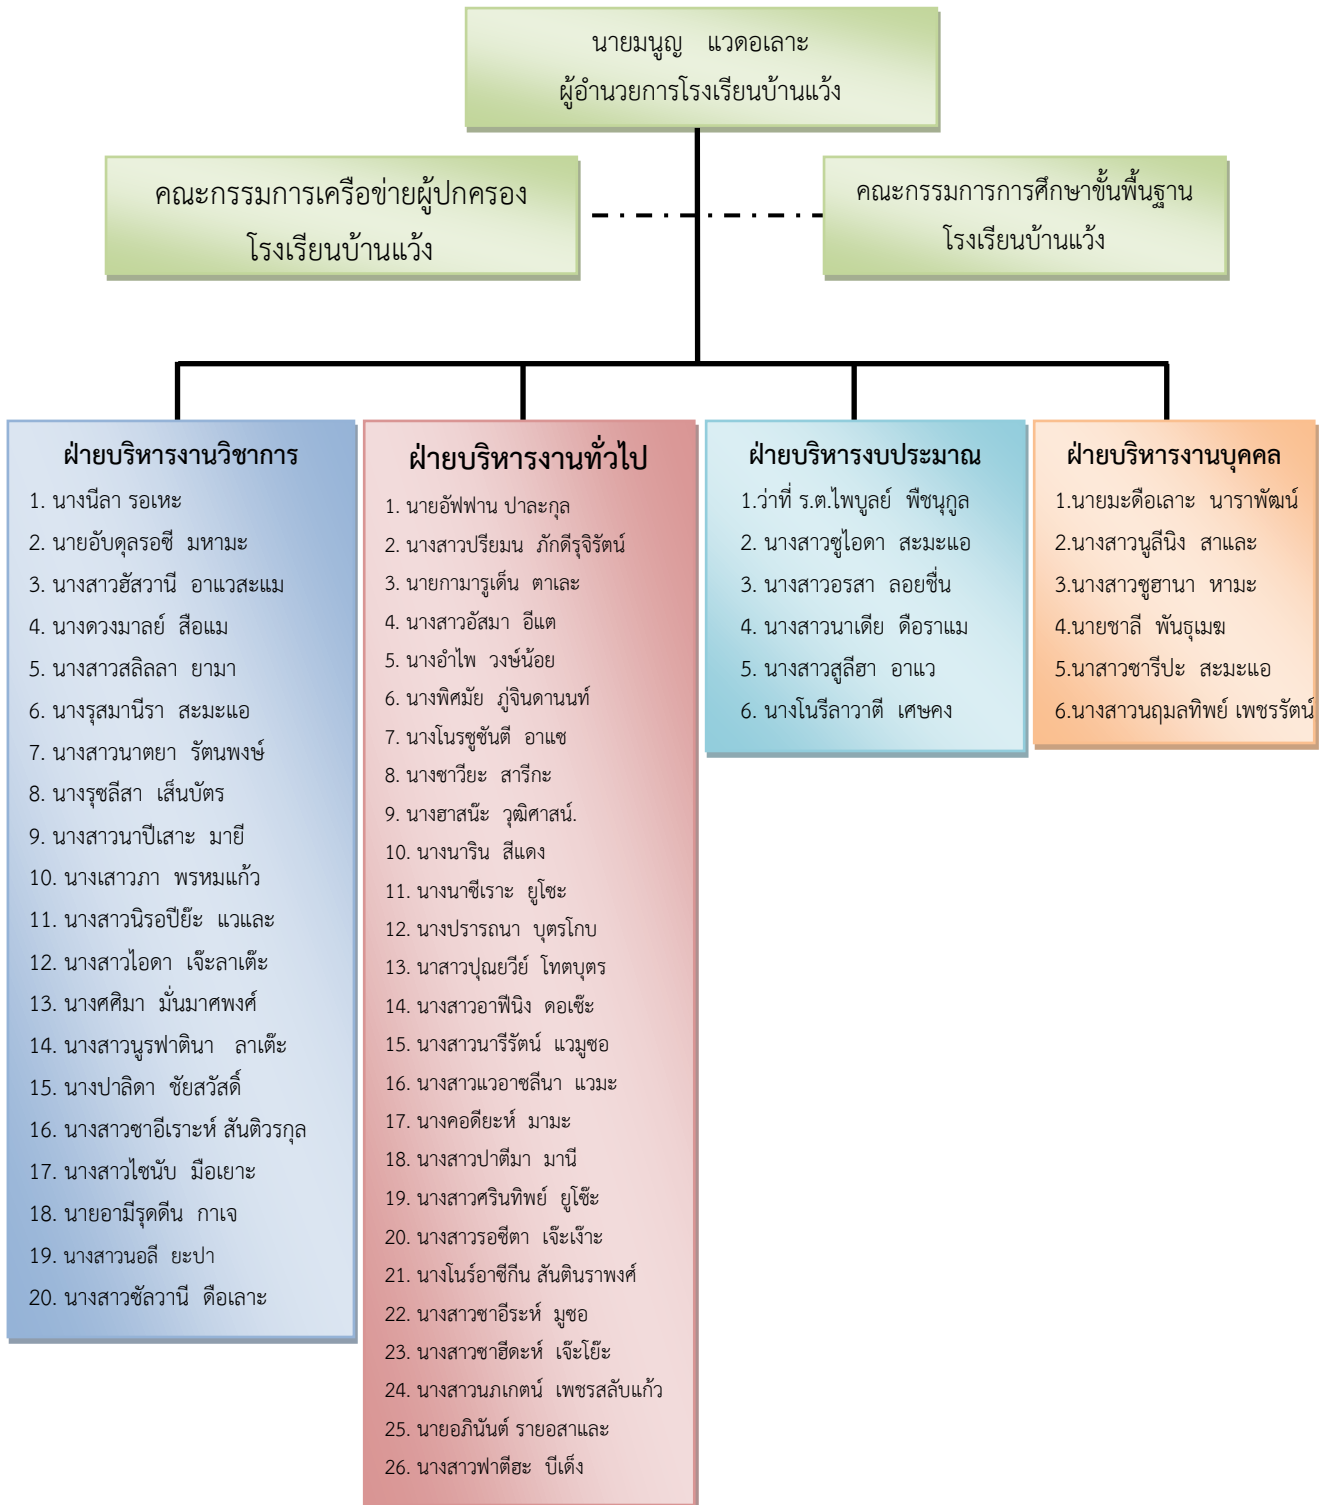 นายมนูญ แวดอเลาะ
ผู้อำนวยการโรงเรียนบ้านแว้ง
คณะกรรมการเครือข่ายผู้ปกครอง
โรงเรียนบ้านแว้ง
คณะกรรมการการศึกษาขั้นพื้นฐาน
โรงเรียนบ้านแว้ง
ฝ่ายบริหารงานวิชาการ
1. นางนีลา รอเหะ
2. นายอับดุลรอซี มหามะ
3. นางสาวฮัสวานี อาแวสะแม
4. นางดวงมาลย์ สือแม
5. นางสาวสลิลลา ยามา
6. นางรุสมานีรา สะมะแอ
7. นางสาวนาตยา รัตนพงษ์
8. นางรุซลีสา เส็นบัตร
9. นางสาวนาปีเสาะ มายี
10. นางเสาวภา พรหมแก้ว
11. นางสาวนิรอปีย๊ะ แวและ
12. นางสาวไอดา เจ๊ะลาเต๊ะ
13. นางศศิมา มั่นมาศพงศ์
14. นางสาวนูรฟาตินา ลาเต๊ะ
15. นางปาลิดา ชัยสวัสดิ์
16. นางสาวซาอีเราะห์ สันติวรกุล
17. นางสาวไซนับ มือเยาะ
18. นายอามีรุดดีน กาเจ
19. นางสาวนอลี ยะปา
20. นางสาวซัลวานี ดือเลาะ
ฝ่ายบริหารงานทั่วไป
1. นายอัฟฟาน ปาละกุล
2. นางสาวปรียมน ภักดีรุจิรัตน์
3. นายกามารูเด็น ตาเละ
4. นางสาวอัสมา อีแต
5. นางอำไพ วงษ์น้อย
6. นางพิศมัย ภู่จินดานนท์
7. นางโนรซูซันตี อาแซ
8. นางซาวียะ สารีกะ
9. นางฮาสน๊ะ วุฒิศาสน์.
10. นางนาริน สีแดง
11. นางนาซีเราะ ยูโซะ
12. นางปรารถนา บุตรโกบ
13. นาสาวปุณยวีย์ โทตบุตร
14. นางสาวอาฟีนิง ดอเซ๊ะ
15. นางสาวนารีรัตน์ แวมูซอ
16. นางสาวแวอาซลีนา แวมะ
17. นางคอดียะห์ มามะ
18. นางสาวปาตีมา มานี
19. นางสาวศรินทิพย์ ยูโซ๊ะ
20. นางสาวรอซีตา เจ๊ะเง๊าะ
21. นางโนร์อาซีกีน สันตินราพงศ์
22. นางสาวซาอีระห์ มูซอ
23. นางสาวซาฮีดะห์ เจ๊ะโย๊ะ
24. นางสาวนภเกตน์ เพชรสลับแก้ว
25. นายอภินันต์ รายอสาและ
26. นางสาวฟาตีฮะ บีเด็ง
ฝ่ายบริหารงบประมาณ
1.ว่าที่ ร.ต.ไพบูลย์ พืชนุกูล
2. นางสาวซูไอดา สะมะแอ
3. นางสาวอรสา ลอยชื่น
4. นางสาวนาเดีย ดือราแม
5. นางสาวสูลีฮา อาแว
6. นางโนรีลาวาตี เศษคง
ฝ่ายบริหารงานบุคคล
1.นายมะดือเลาะ นาราพัฒน์
2.นางสาวนูลีนิง สาและ
3.นางสาวซูฮานา หามะ
4.นายชาลี พันธุเมฆ
5.นาสาวซารีปะ สะมะแอ
6.นางสาวนฤมลทิพย์ เพชรรัตน์